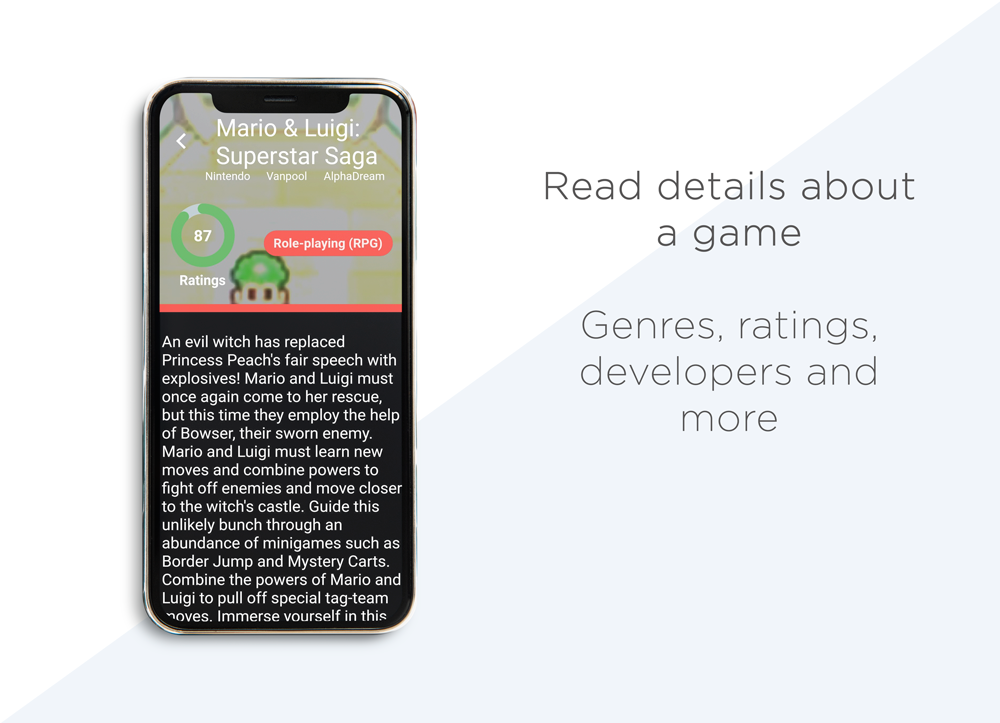 Mario & Luigi:
Superstar Saga
Nintendo Vanpool AlphaDream
87
Role-playing (RPG)
Ratings
An evil witch has replaced
Princess Peach's fair speech with
explosives! Mario and Luigi must
once again come to her rescue,
but this time they employ the help
of Bowser, their sworn enemy.
Mario and Luigi must learn new
moves and combine powers to
fight off enemies and move closer
to the witch's castle. Guide this
unlikely bunch through an
abundance of minigames such as
Border Jump and Mystery Carts.
Combine the powers of Mario and
Luigi to pull off special tag-team
moves. Immerse yourself in this
Read details about
a game
Genres, ratings,
developers and
more